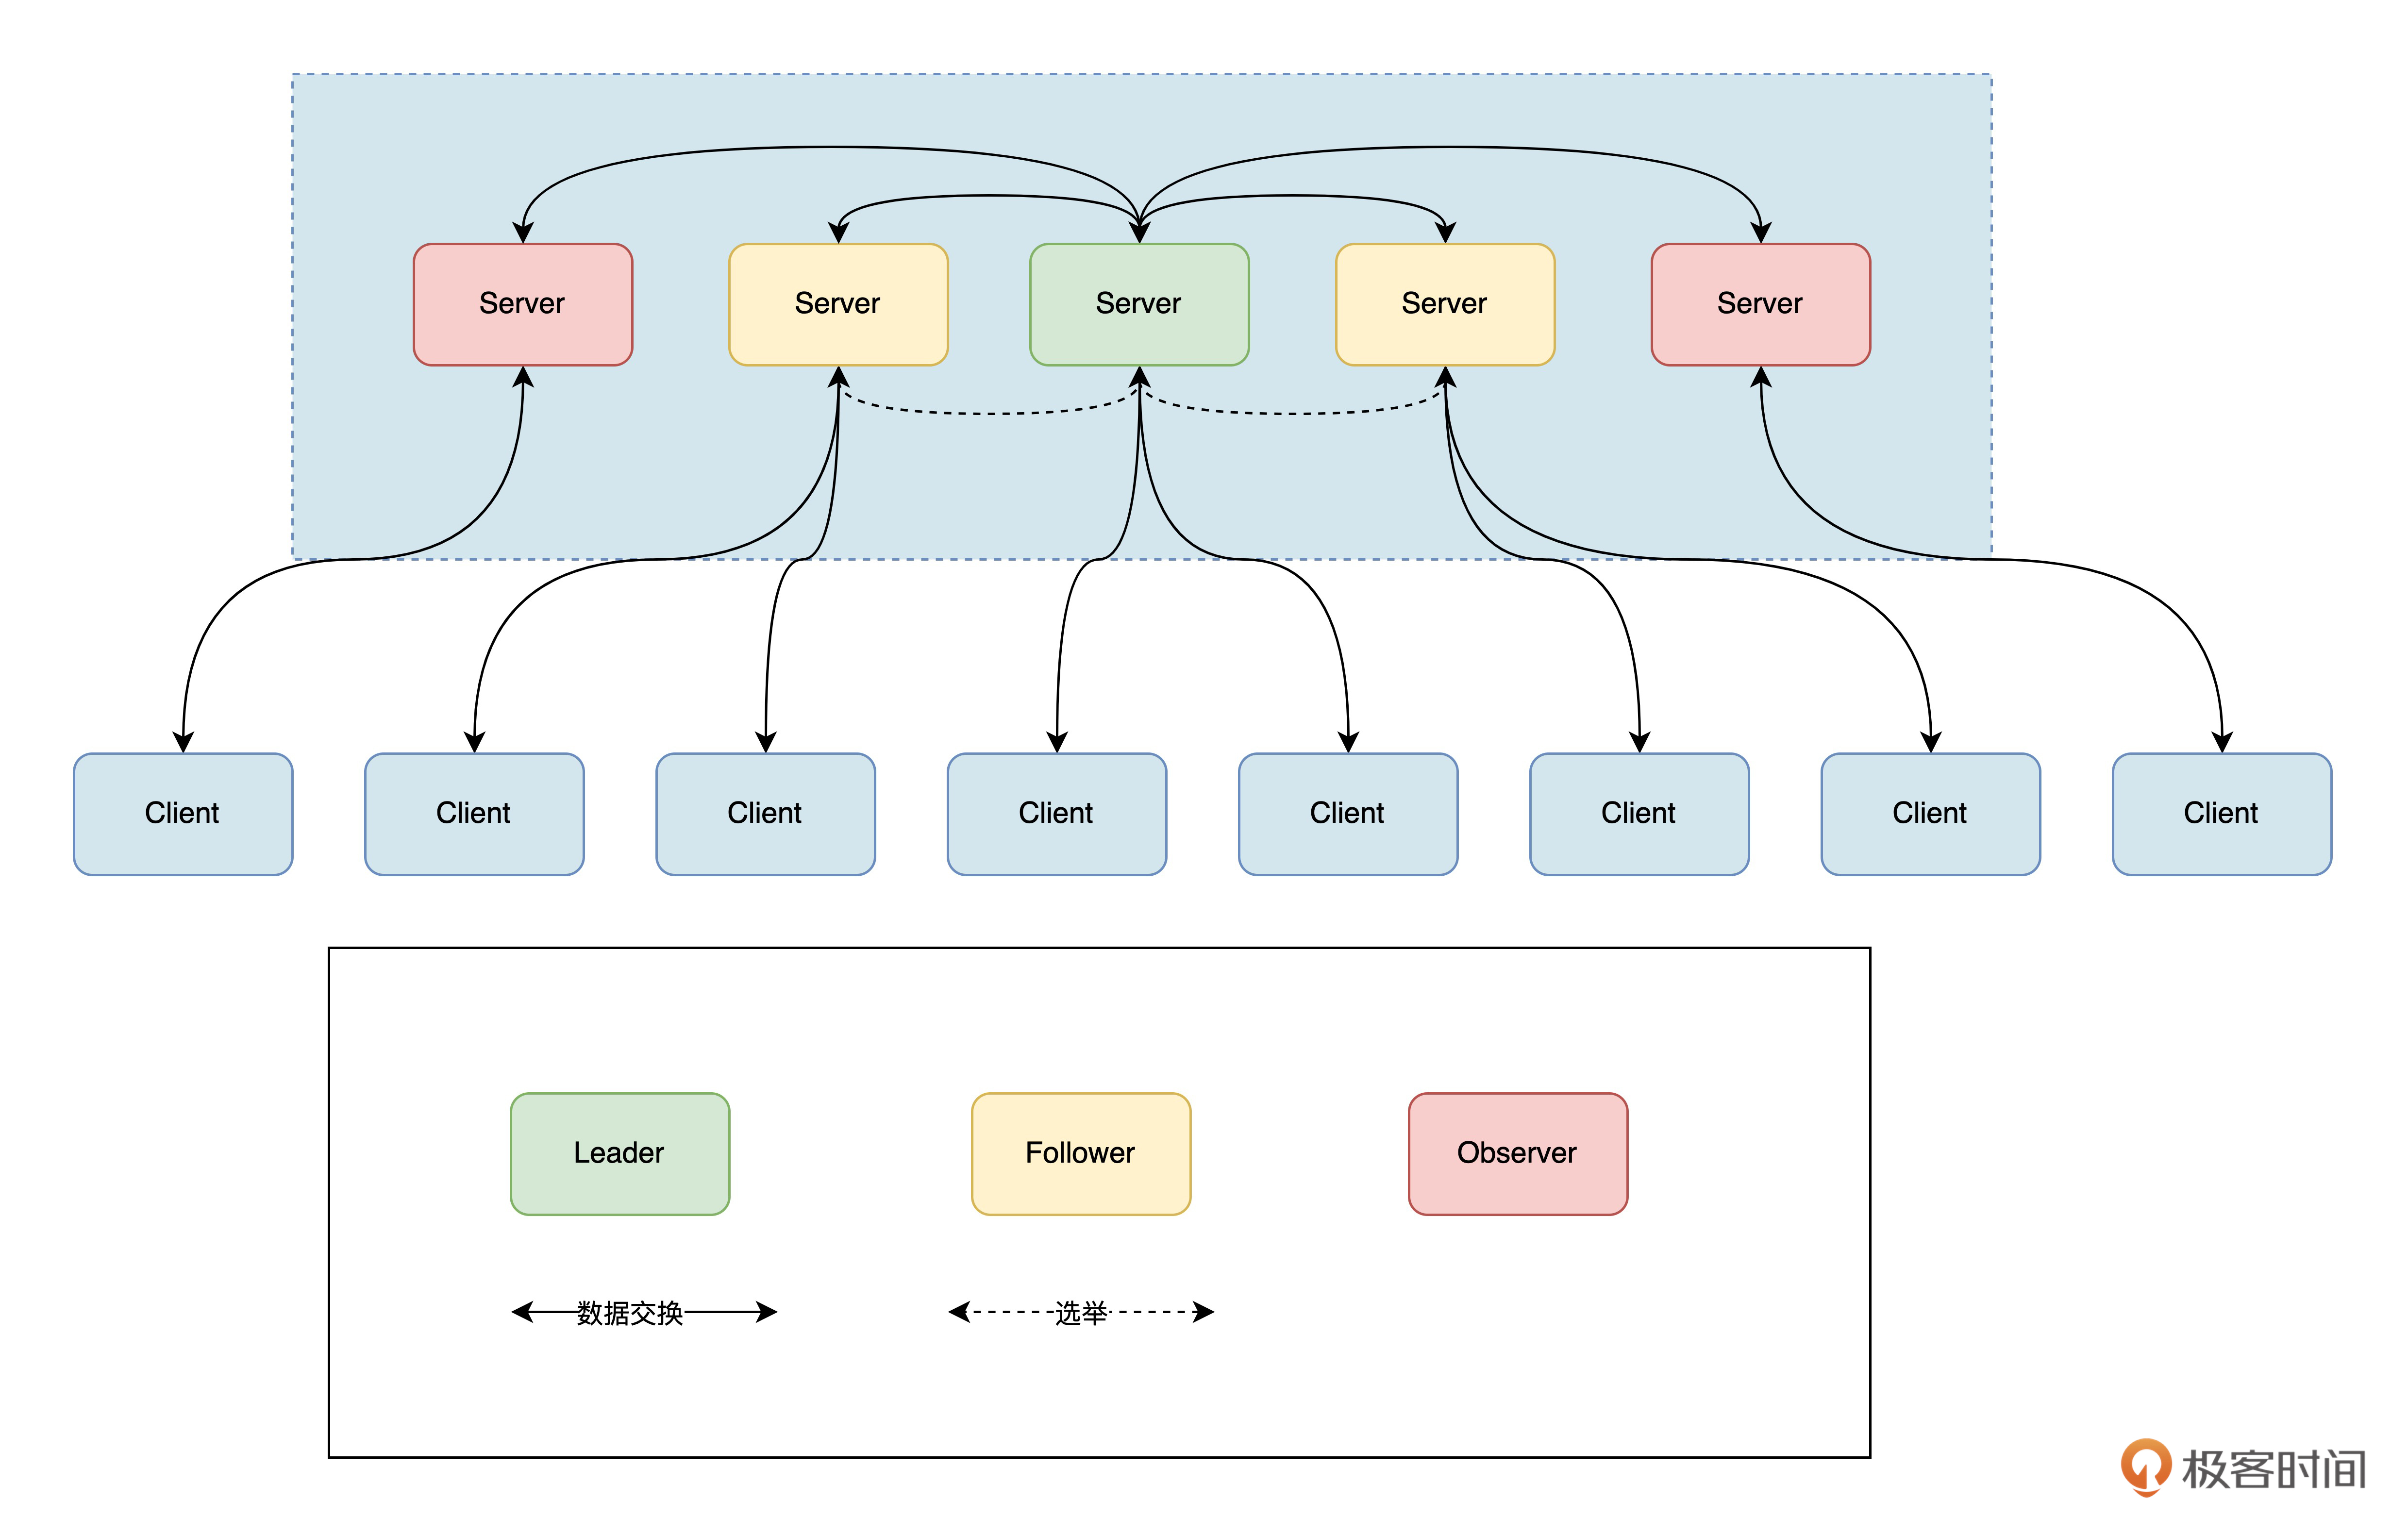 Server
Server
Server
Server
Server
Client
Client
Client
Client
Client
Client
Client
Client
Leader
Follower
Observer
数据交换
选举
极客时间